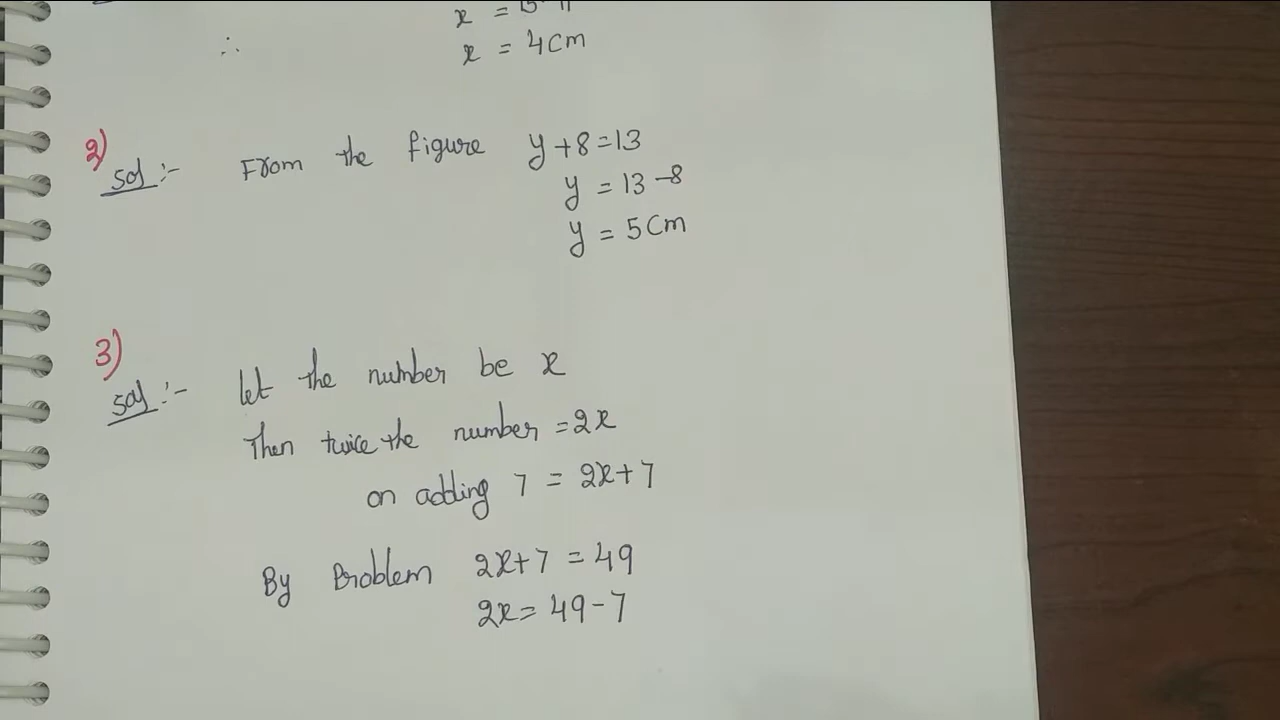 x =
∴ x = 4cm
2)
Sol :- From the figure y+8=13
y = 13-8
y = 5cm
3)
Sol :- Let the number be x
Then twice the number = 2x
on adding 7 = 2x+7
By Problem 2x+7 = 49
2x = 49-7